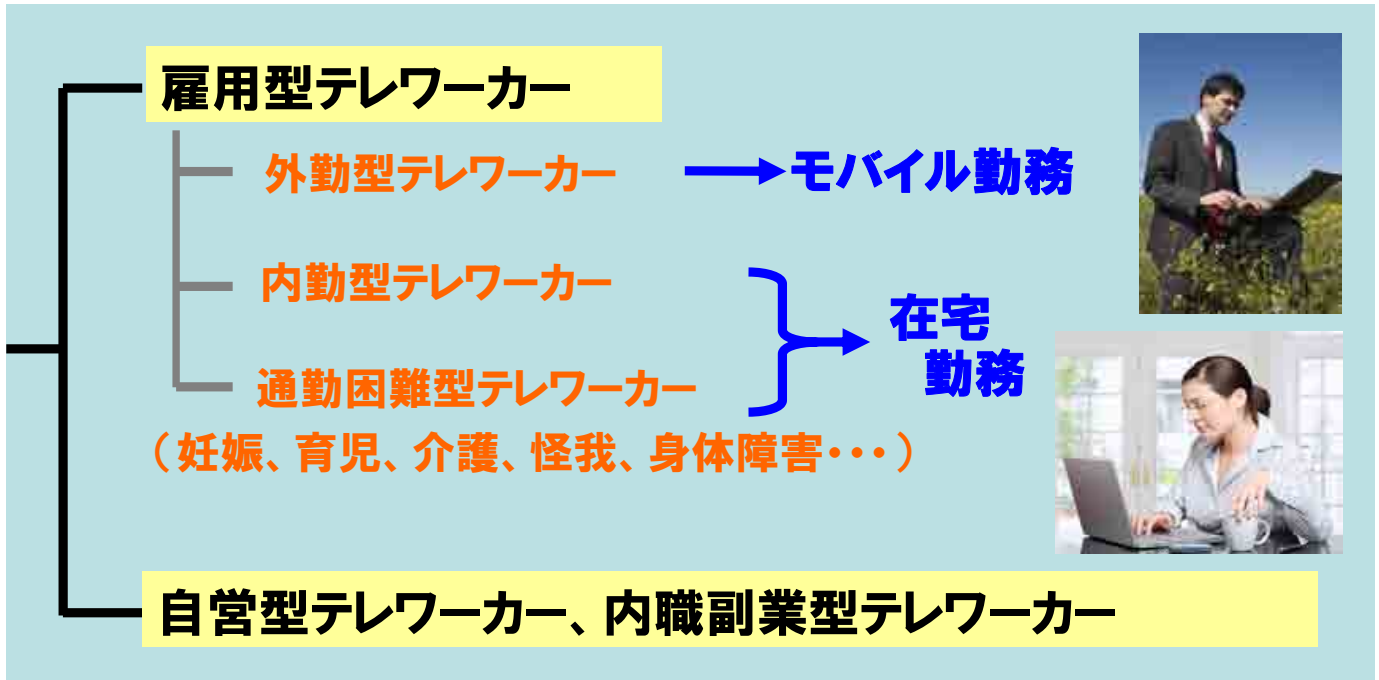 雇用型テレワーカー
外勤型テレワーカー
モバイル勤務
内勤型テレワーカー
在宅
勤務
通勤困難型テレワーカー
（妊娠、育児、介護、怪我、身体障害・・・）
自営型テレワーカー、内職副業型テレワーカー